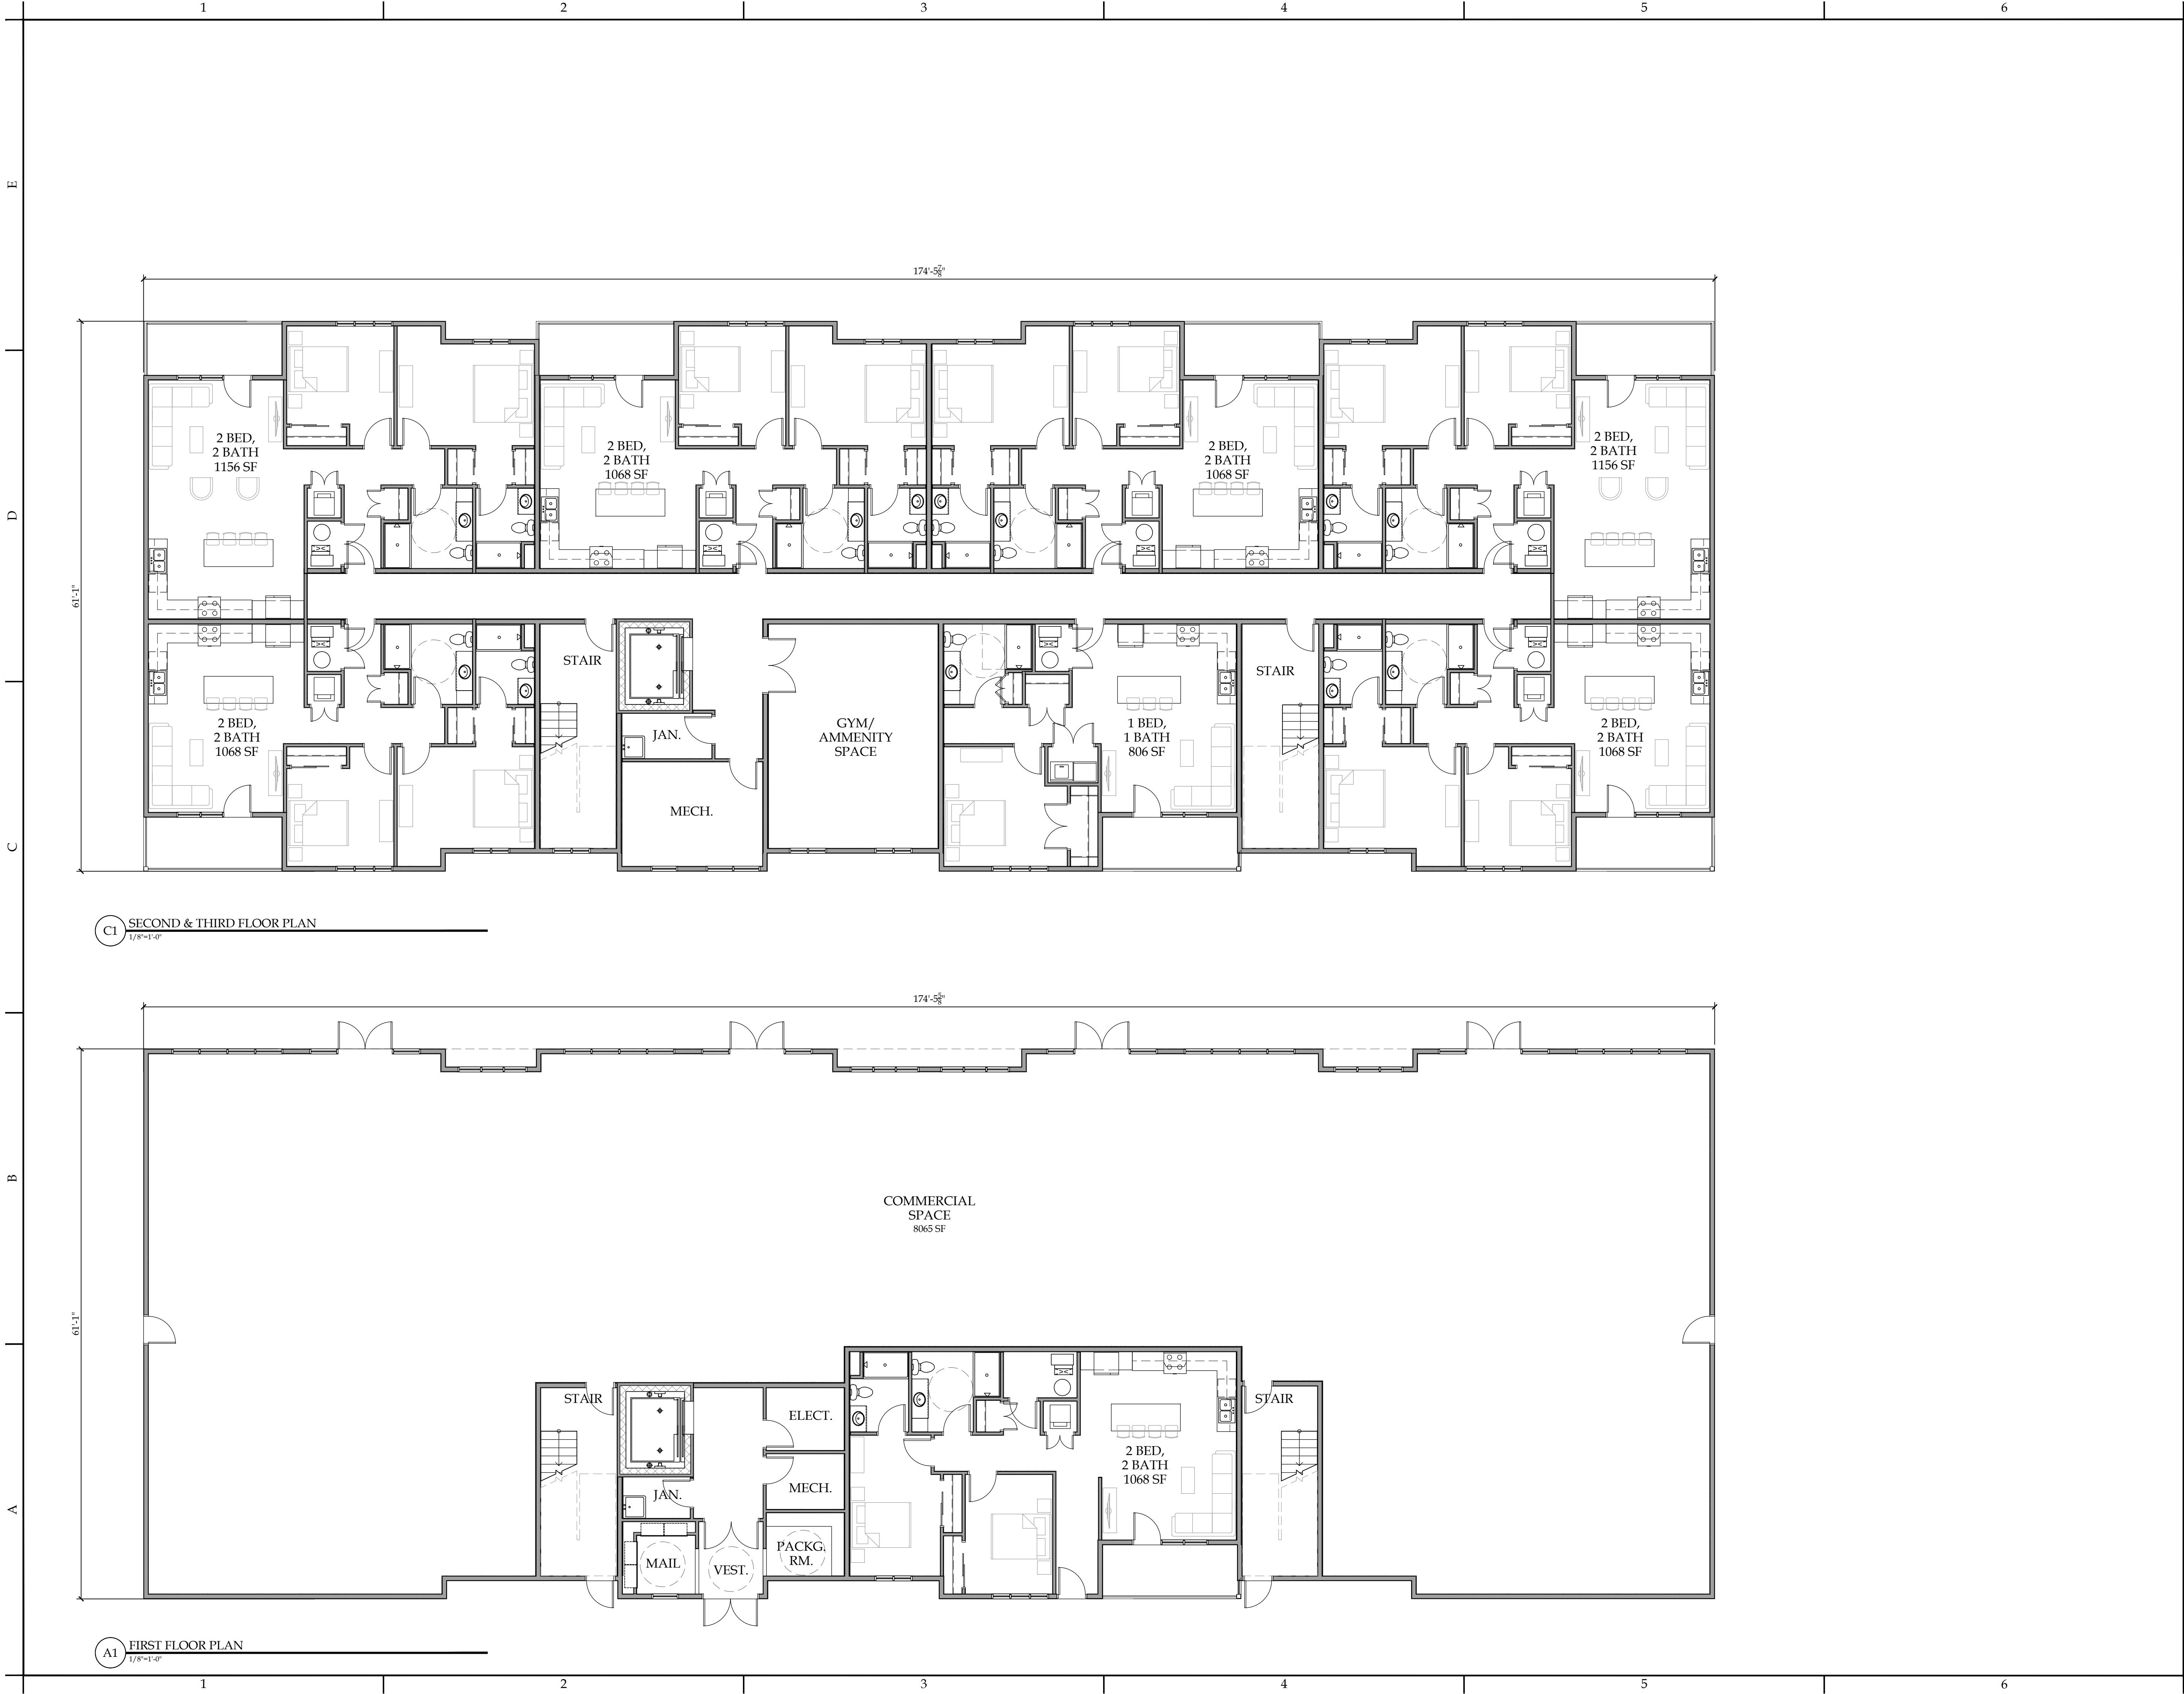 1 2 3 4 5 6
E
D
C
B
A
174'-5 7/8"
61'-1"
2 BED,
2 BATH
1156 SF
2 BED,
2 BATH
1068 SF
2 BED,
2 BATH
1068 SF
2 BED,
2 BATH
1156 SF
2 BED,
2 BATH
1068 SF
STAIR
JAN.
MECH.
GYM/
AMMENITY
SPACE
1 BED,
1 BATH
806 SF
STAIR
2 BED,
2 BATH
1068 SF
C1
SECOND & THIRD FLOOR PLAN
1/8"=1'-0"
174'-5 5/8"
61'-1"
COMMERCIAL
SPACE
8065 SF
STAIR
ELECT.
MECH.
JAN.
MAIL
VEST.
PACKG.
RM.
2 BED,
2 BATH
1068 SF
STAIR
A1
FIRST FLOOR PLAN
1/8"=1'-0"
1 2 3 4 5 6